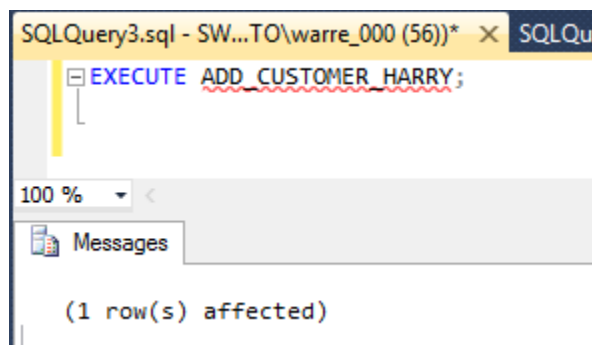 SQLQuery3.sql - SW...TO\warre_000 (56))* SQLQu
EXECUTE ADD_CUSTOMER_HARRY;
100 %
Messages
(1 row(s) affected)